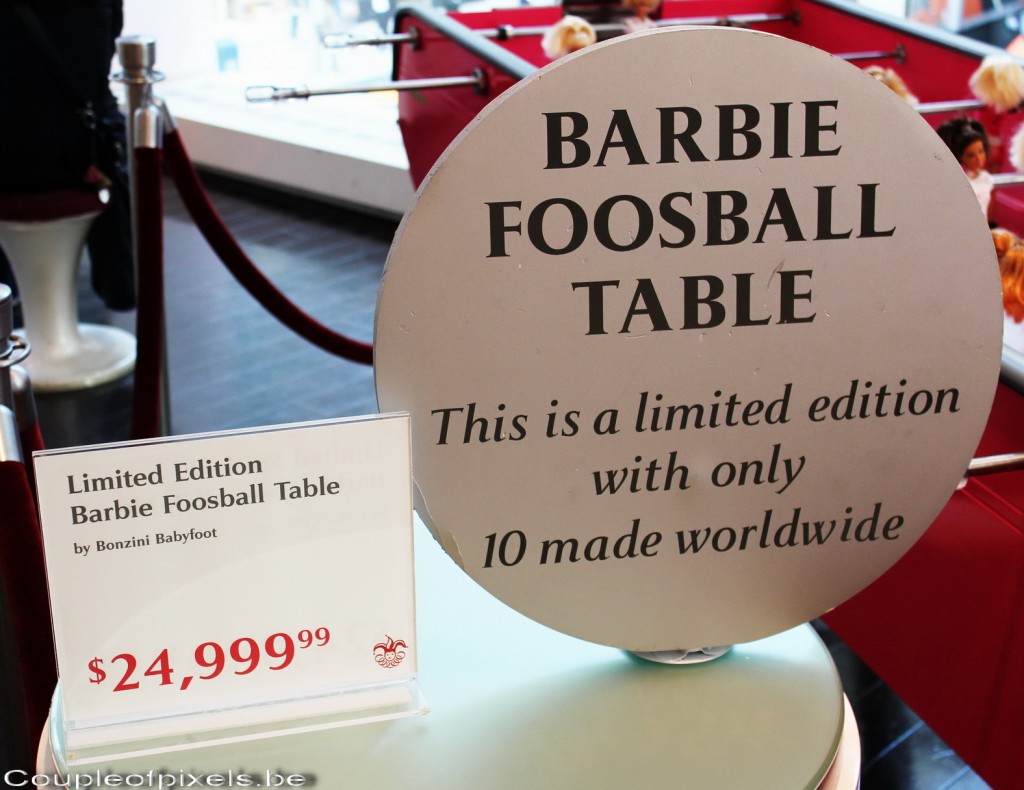 BARBIE
FOOSBALL
TABLE
This is a limited edition
with only
10 made worldwide
Limited Edition
Barbie Foosball Table
by Bonzini Babyfoot
$24,999⁹⁹
Coupleofpixels.be